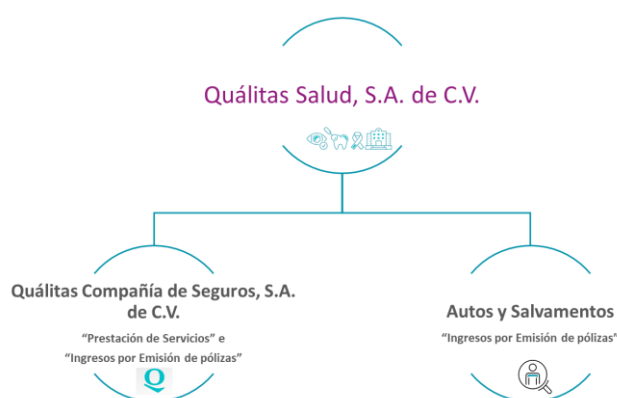 Quálitas Salud, S.A. de C.V.
Quálitas Compañía de Seguros, S.A.
de C.V.
“Prestación de Servicios” e
“Ingresos por Emisión de pólizas”
Q
Autos y Salvamentos
“Ingresos por Emisión de pólizas”